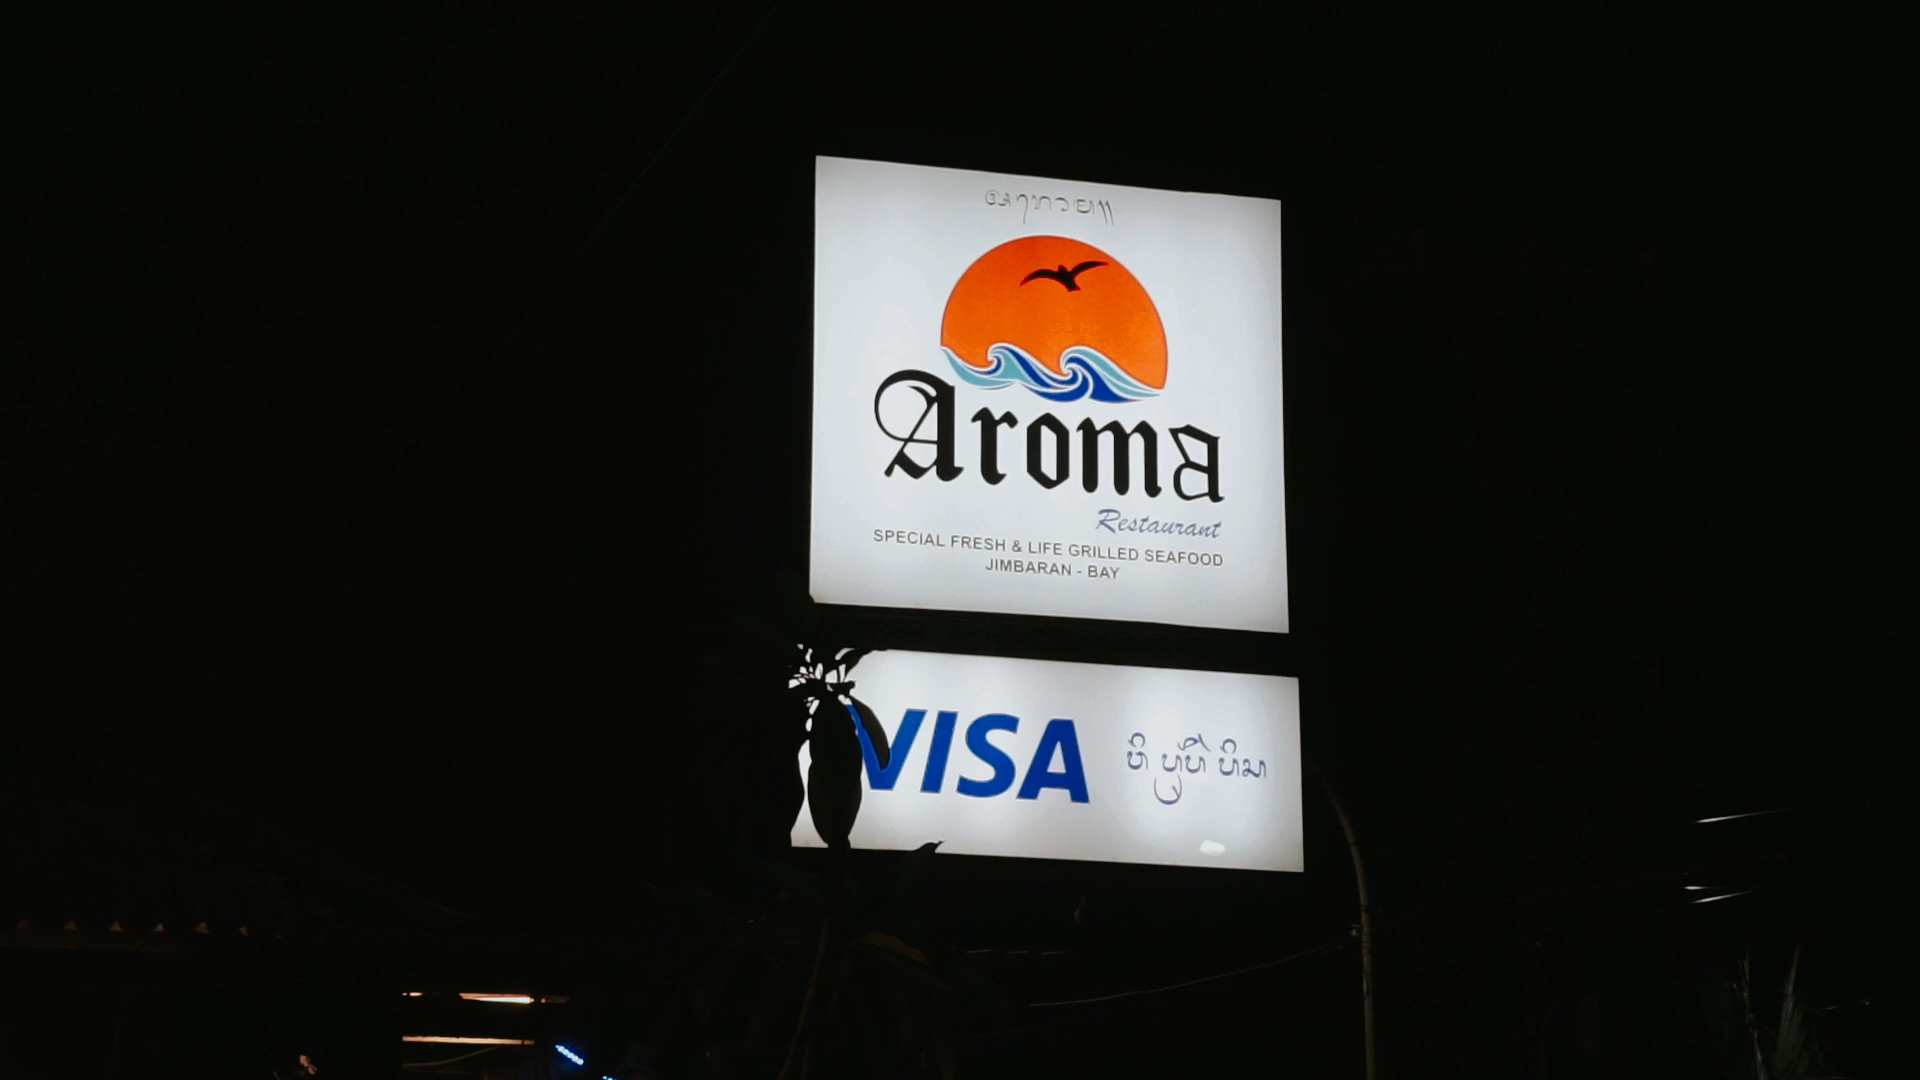 Aroma
Restaurant
SPECIAL FRESH & LIFE GRILLED SEAFOOD
JIMBARAN - BAY
VISA